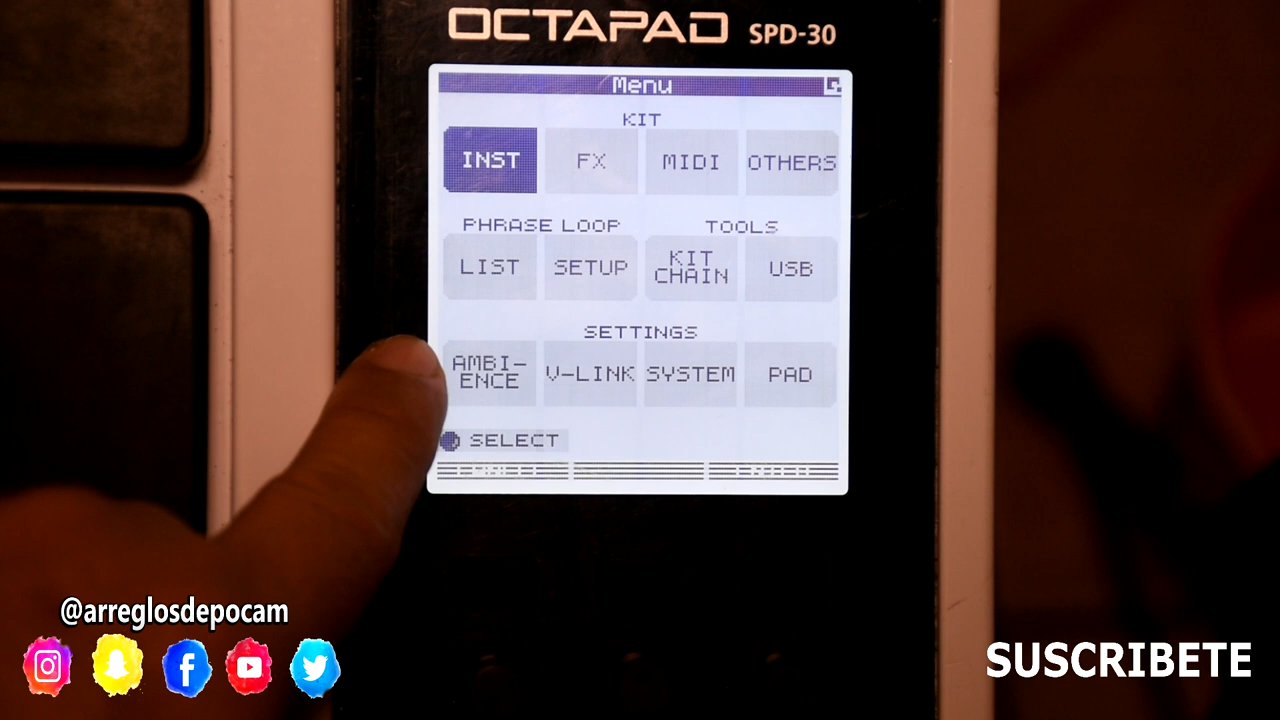 OCTAPAD SPD-30
Menu
KIT
INST FX MIDI OTHERS
PHRASE LOOP TOOLS
LIST SETUP KIT CHAIN USB
SETTINGS
AMBI-ENCE V-LINK SYSTEM PAD
SELECT
@arreglosdepocam
SUSCRIBETE